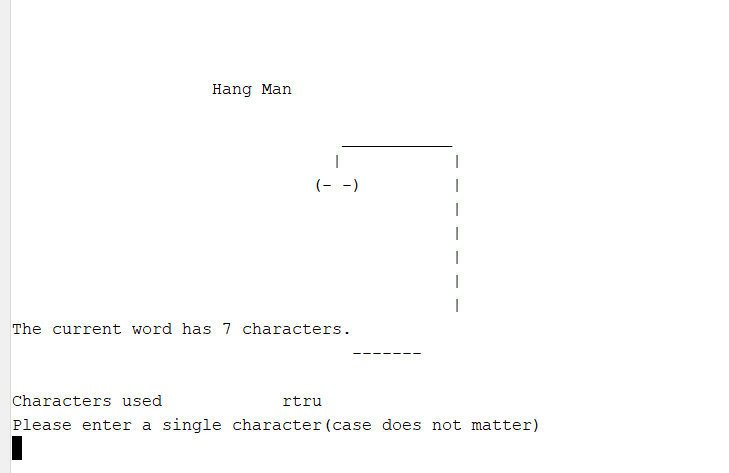 Hang Man
___________
| |
(- -) |
|
|
|
|
|
The current word has 7 characters.
-------
Characters used rtru
Please enter a single character(case does not matter)